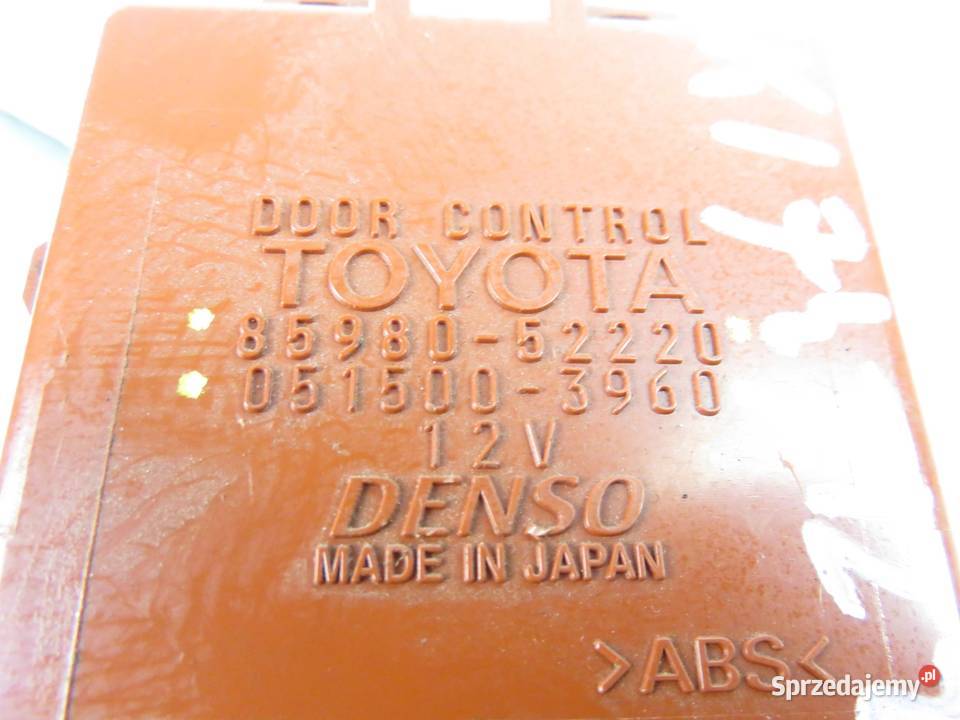 DOOR CONTROL
TOYOTA
85980-52220
051500-3960
12V
DENSO
MADE IN JAPAN
>ABS<
Sprzedajemy.pl